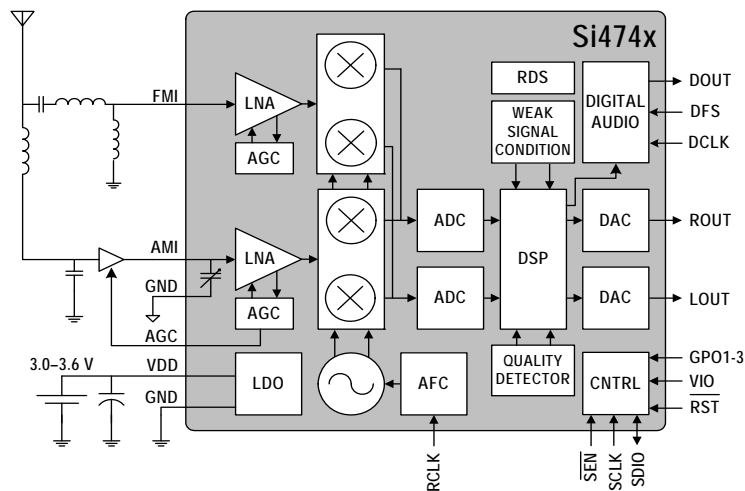 Si474x
FMI
LNA
AGC
RDS
WEAK
SIGNAL
CONDITION
DIGITAL
AUDIO
DOUT
DFS
DCLK
ADC
DSP
DAC
ROUT
AMI
LNA
GND
AGC
AGC
ADC
DAC
LOUT
3.0–3.6 V
VDD
GND
LDO
AFC
QUALITY
DETECTOR
CNTRL
GPO1-3
VIO
RST
RCLK
SEN
SCLK
SDIO